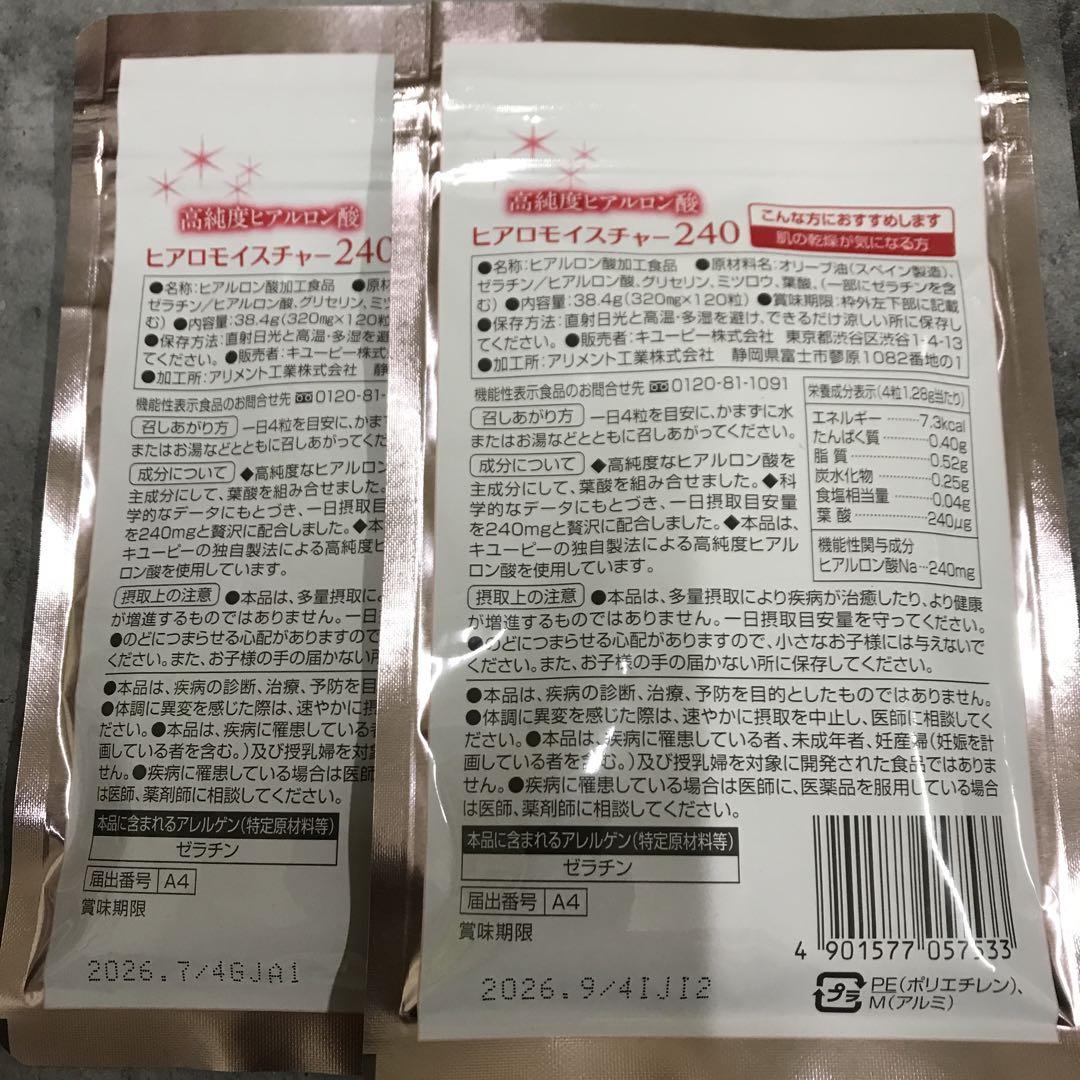 高純度ヒアルロン酸
ヒアロモイスチャー240
●名称:ヒアルロン酸加工食品
ゼラチン/ヒアルロン酸、グリセリン、ミツ
む) ●内容量:38.4g(320mg×120粒
●保存方法:直射日光と高温・多湿を避け
てください。 ●販売者:キユーピー株式
●加工所:アリメント工業株式会社 静
機能性表示食品のお問合せ先 0120-81-
召しあがり方 一日4粒を目安に、かまずに水
またはお湯などとともに召しあがってくた
成分について ◆高純度なヒアルロン
主成分にして、葉酸を組み合せました。
学的なデータにもとづき、一日摂取目
を240mgと贅沢に配合しました。◆本
キユーピーの独自製法による高純度ヒ
ロン酸を使用しています。
摂取上の注意 ●本品は、多量摂取に
が増進するものではありません。一日
●のどにつまらせる心配がありますので
ください。また、お子様の手の届かない
●本品は、疾病の診断、治療、予防を目
●体調に異変を感じた際は、速やかに摂
ださい。●本品は、疾病に罹患している者
画している者を含む。)及び授乳婦を対象
せん。●疾病に罹患している場合は医師
は医師、薬剤師に相談してください。
本品に含まれるアレルゲン(特定原材料等)
ゼラチン
届出番号 A4
賞味期限
2026.7/4GJA1
高純度ヒアルロン酸
ヒアロモイスチャー240
こんな方におすすめします
肌の乾燥が気になる方
●名称:ヒアルロン酸加工食品 ●原材料名:オリーブ油(スペイン製造)、
ゼラチン/ヒアルロン酸、グリセリン、ミツロウ、葉酸、(一部にゼラチンを含
む) ●内容量:38.4g(320mg×120粒) ●賞味期限:枠外左下部に記載
●保存方法:直射日光と高温・多湿を避け、できるだけ涼しい所に保存し
てください。 ●販売者:キユーピー株式会社 東京都渋谷区渋谷1-4-13
●加工所:アリメント工業株式会社 静岡県富士市蓼原1082番地の1
機能性表示食品のお問合せ先 0120-81-1091
召しあがり方 一日4粒を目安に、かまずに水
またはお湯などとともに召しあがってください。
成分について ◆高純度なヒアルロン酸を
主成分にして、葉酸を組み合せました。◆科
学的なデータにもとづき、一日摂取目安量
を240mgと贅沢に配合しました。◆本品は、
キユーピーの独自製法による高純度ヒアル
ロン酸を使用しています。
栄養成分表示(4粒1.28g当たり)
エネルギー 7.3kcal
たんぱく質 0.40g
脂質 0.52g
炭水化物 0.25g
食塩相当量 0.04g
葉酸 240μg
機能性関与成分
ヒアルロン酸Na…240mg
摂取上の注意 ●本品は、多量摂取により疾病が治癒したり、より健康
が増進するものではありません。一日摂取目安量を守ってください。
●のどにつまらせる心配がありますので、小さなお子様には与えないで
ください。また、お子様の手の届かない所に保存してください。
●本品は、疾病の診断、治療、予防を目的としたものではありません。
●体調に異変を感じた際は、速やかに摂取を中止し、医師に相談してく
ださい。●本品は、疾病に罹患している者、未成年者、妊産婦(妊娠を計
画している者を含む。)及び授乳婦を対象に開発された食品ではありま
せん。●疾病に罹患している場合は医師に、医薬品を服用している場合
は医師、薬剤師に相談してください。
本品に含まれるアレルゲン(特定原材料等)
ゼラチン
届出番号 A4
賞味期限
2026.9/4IJI2
4 901577 057533
プラ PE(ポリエチレン)、
M(アルミ)